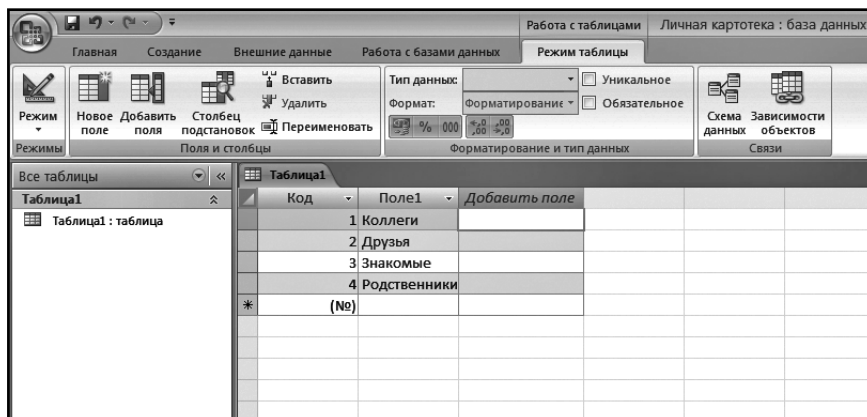 Работа с таблицами Личная картотека : база данных
Главная Создание Внешние данные Работа с базами данных Режим таблицы
Режим
Режимы
Новое поле
Добавить поля
Столбец подстановок
Вставить
Удалить
Переименовать
Поля и столбцы
Тип данных:
Формат: Форматирование
% 000
Уникальное
Обязательное
Форматирование и тип данных
Схема данных
Зависимости объектов
Связи
Все таблицы
Таблица1
Таблица1 : таблица
Таблица1
Код Поле1 Добавить поле
1 Коллеги
2 Друзья
3 Знакомые
4 Родственники
(№)